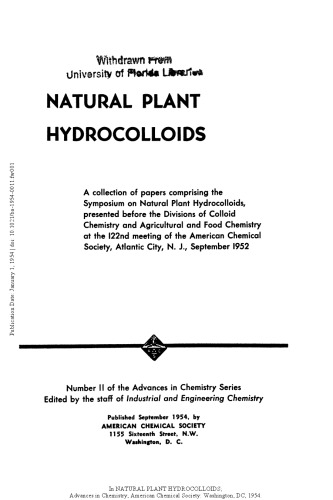 Withdrawn From
University of Florida Libraries
NATURAL PLANT
HYDROCOLLOIDS
A collection of papers comprising the
Symposium on Natural Plant Hydrocolloids,
presented before the Divisions of Colloid
Chemistry and Agricultural and Food Chemistry
at the 122nd meeting of the American Chemical
Society, Atlantic City, N. J., September 1952
Publication Date: January 1, 1954 | doi: 10.1021/ba-1954-0011.fw001
Number 11 of the Advances in Chemistry Series
Edited by the staff of Industrial and Engineering Chemistry
Published September 1954, by
AMERICAN CHEMICAL SOCIETY
1155 Sixteenth Street, N.W.
Washington, D. C.
In NATURAL PLANT HYDROCOLLOIDS;
Advances in Chemistry; American Chemical Society: Washington, DC, 1954.